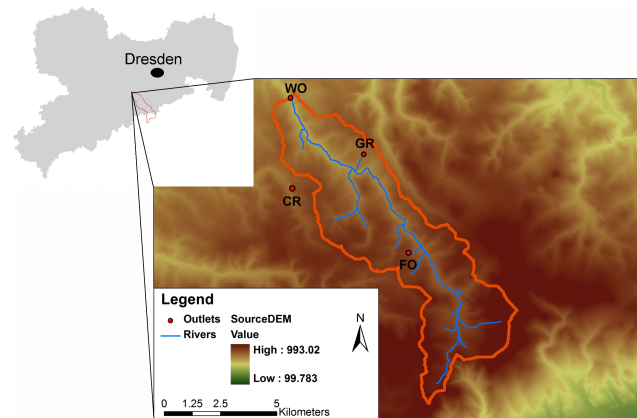 Dresden
WO
GR
CR
FO
Legend
Outlets SourceDEM
Rivers Value
High : 993.02
Low : 99.783
N
0 1.25 2.5 5
Kilometers